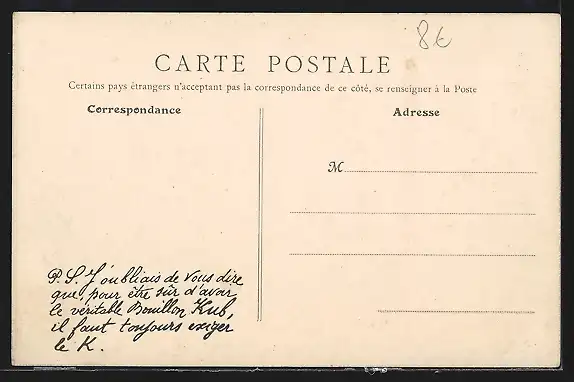 8€
CARTE POSTALE
Certains pays étrangers n'acceptant pas la correspondance de ce côté, se renseigner à la Poste
Correspondance
Adresse
M
P.S. J'oubliais de vous dire
que, pour être sûr d'avoir
le véritable Bouillon Kub,
il faut toujours exiger
le K.